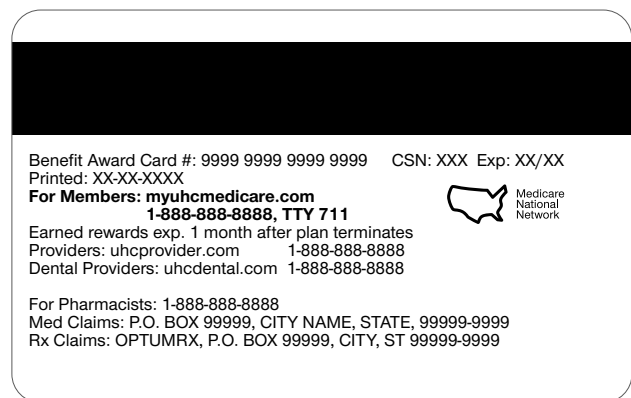 Benefit Award Card #: 9999 9999 9999 9999 CSN: XXX Exp: XX/XX
Printed: XX-XX-XXXX
For Members: myuhcmedicare.com
1-888-888-8888, TTY 711
Earned rewards exp. 1 month after plan terminates
Providers: uhcprovider.com 1-888-888-8888
Dental Providers: uhcdental.com 1-888-888-8888
Medicare
National
Network
For Pharmacists: 1-888-888-8888
Med Claims: P.O. BOX 99999, CITY NAME, STATE, 99999-9999
Rx Claims: OPTUMRX, P.O. BOX 99999, CITY, ST 99999-9999